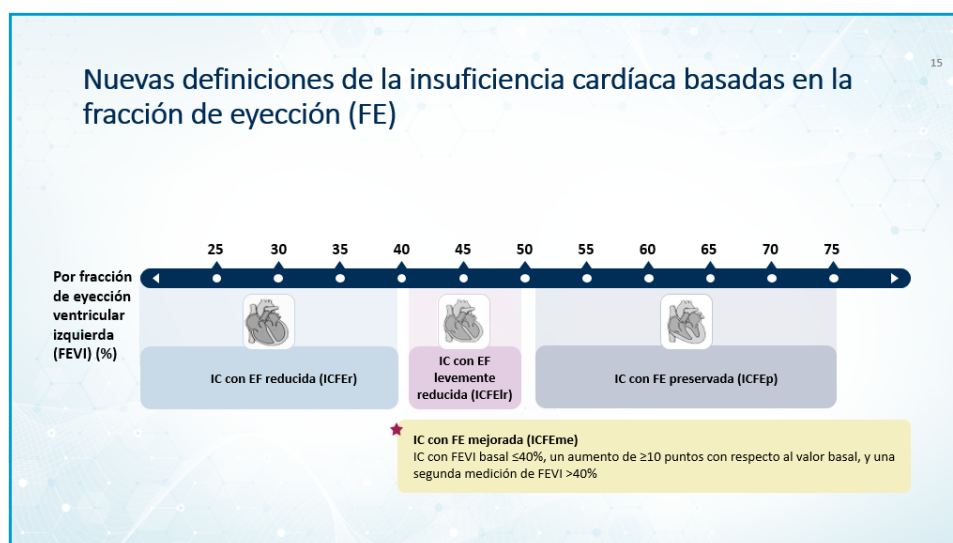 15
Nuevas definiciones de la insuficiencia cardíaca basadas en la
fracción de eyección (FE)
25 30 35 40 45 50 55 60 65 70 75
Por fracción
de eyección
ventricular
izquierda
(FEVI) (%)
IC con EF reducida (ICFEr)
IC con EF
levemente
reducida (ICFElr)
IC con FE preservada (ICFEp)
IC con FE mejorada (ICFEme)
IC con FEVI basal ≤40%, un aumento de ≥10 puntos con respecto al valor basal, y una
segunda medición de FEVI >40%